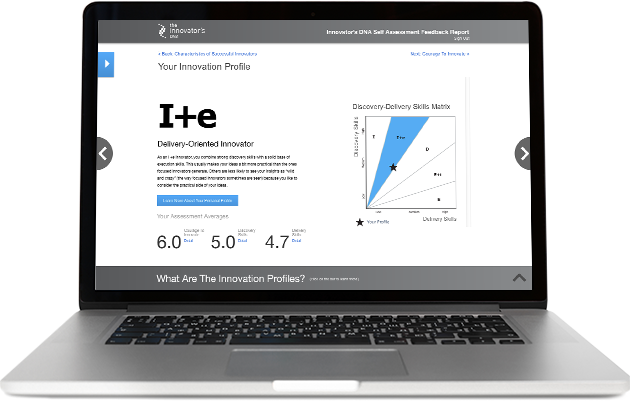 the
innovator's
DNA
Innovator's DNA Self Assessment Feedback Report
Sign Out
< Back: Characteristics of Successful Innovators
Next: Courage To Innovate >
Your Innovation Profile
I+e
Delivery-Oriented Innovator
As an I+e innovator, you combine strong discovery skills with a solid base of
execution skills. This usually makes your ideas a bit more practical than the ones
focused innovators generate. Others are less likely to see your insights as "wild
and crazy" the way focused innovators sometimes are seen because you like to
consider the practical side of your ideas.
Learn More About Your Personal Profile
Your Assessment Averages
6.0
Courage to
Innovate
Detail
5.0
Discovery
Skills
Detail
4.7
Delivery
Skills
Detail
Discovery-Delivery Skills Matrix
Discovery Skills
I
I+e
D
E+i
E
Low
Medium
High
Delivery Skills
Your Profile
What Are The Innovation Profiles?